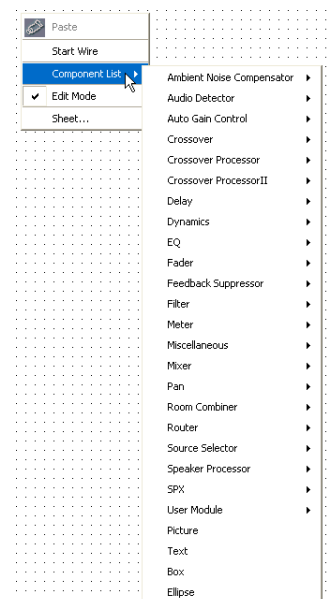 Paste
Start Wire
Component List
Edit Mode
Sheet...
Ambient Noise Compensator
Audio Detector
Auto Gain Control
Crossover
Crossover Processor
Crossover ProcessorII
Delay
Dynamics
EQ
Fader
Feedback Suppressor
Filter
Meter
Miscellaneous
Mixer
Pan
Room Combiner
Router
Source Selector
Speaker Processor
SPX
User Module
Picture
Text
Box
Ellipse